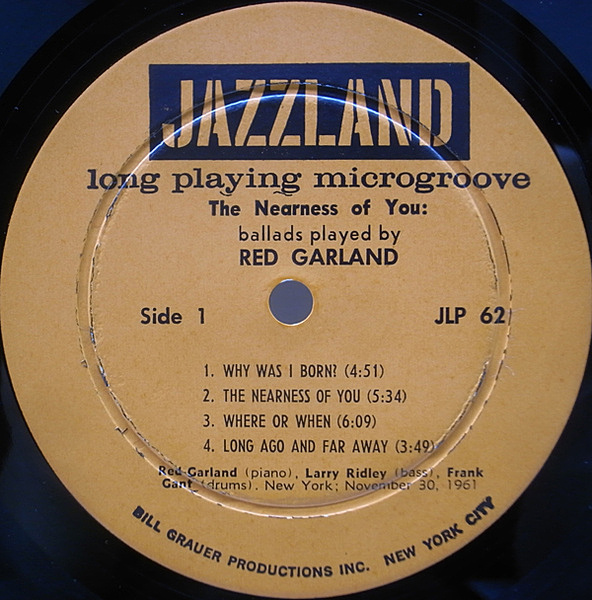 JAZZLAND
long playing microgroove
The Nearness of You:
ballads played by
RED GARLAND
Side 1
JLP 62
1. WHY WAS I BORN? (4:51)
2. THE NEARNESS OF YOU (5:34)
3. WHERE OR WHEN (6:09)
4. LONG AGO AND FAR AWAY (3:49)
Red Garland (piano), Larry Ridley (bass), Frank
Gant (drums). New York; November 30, 1961
BILL GRAUER PRODUCTIONS INC. NEW YORK CITY